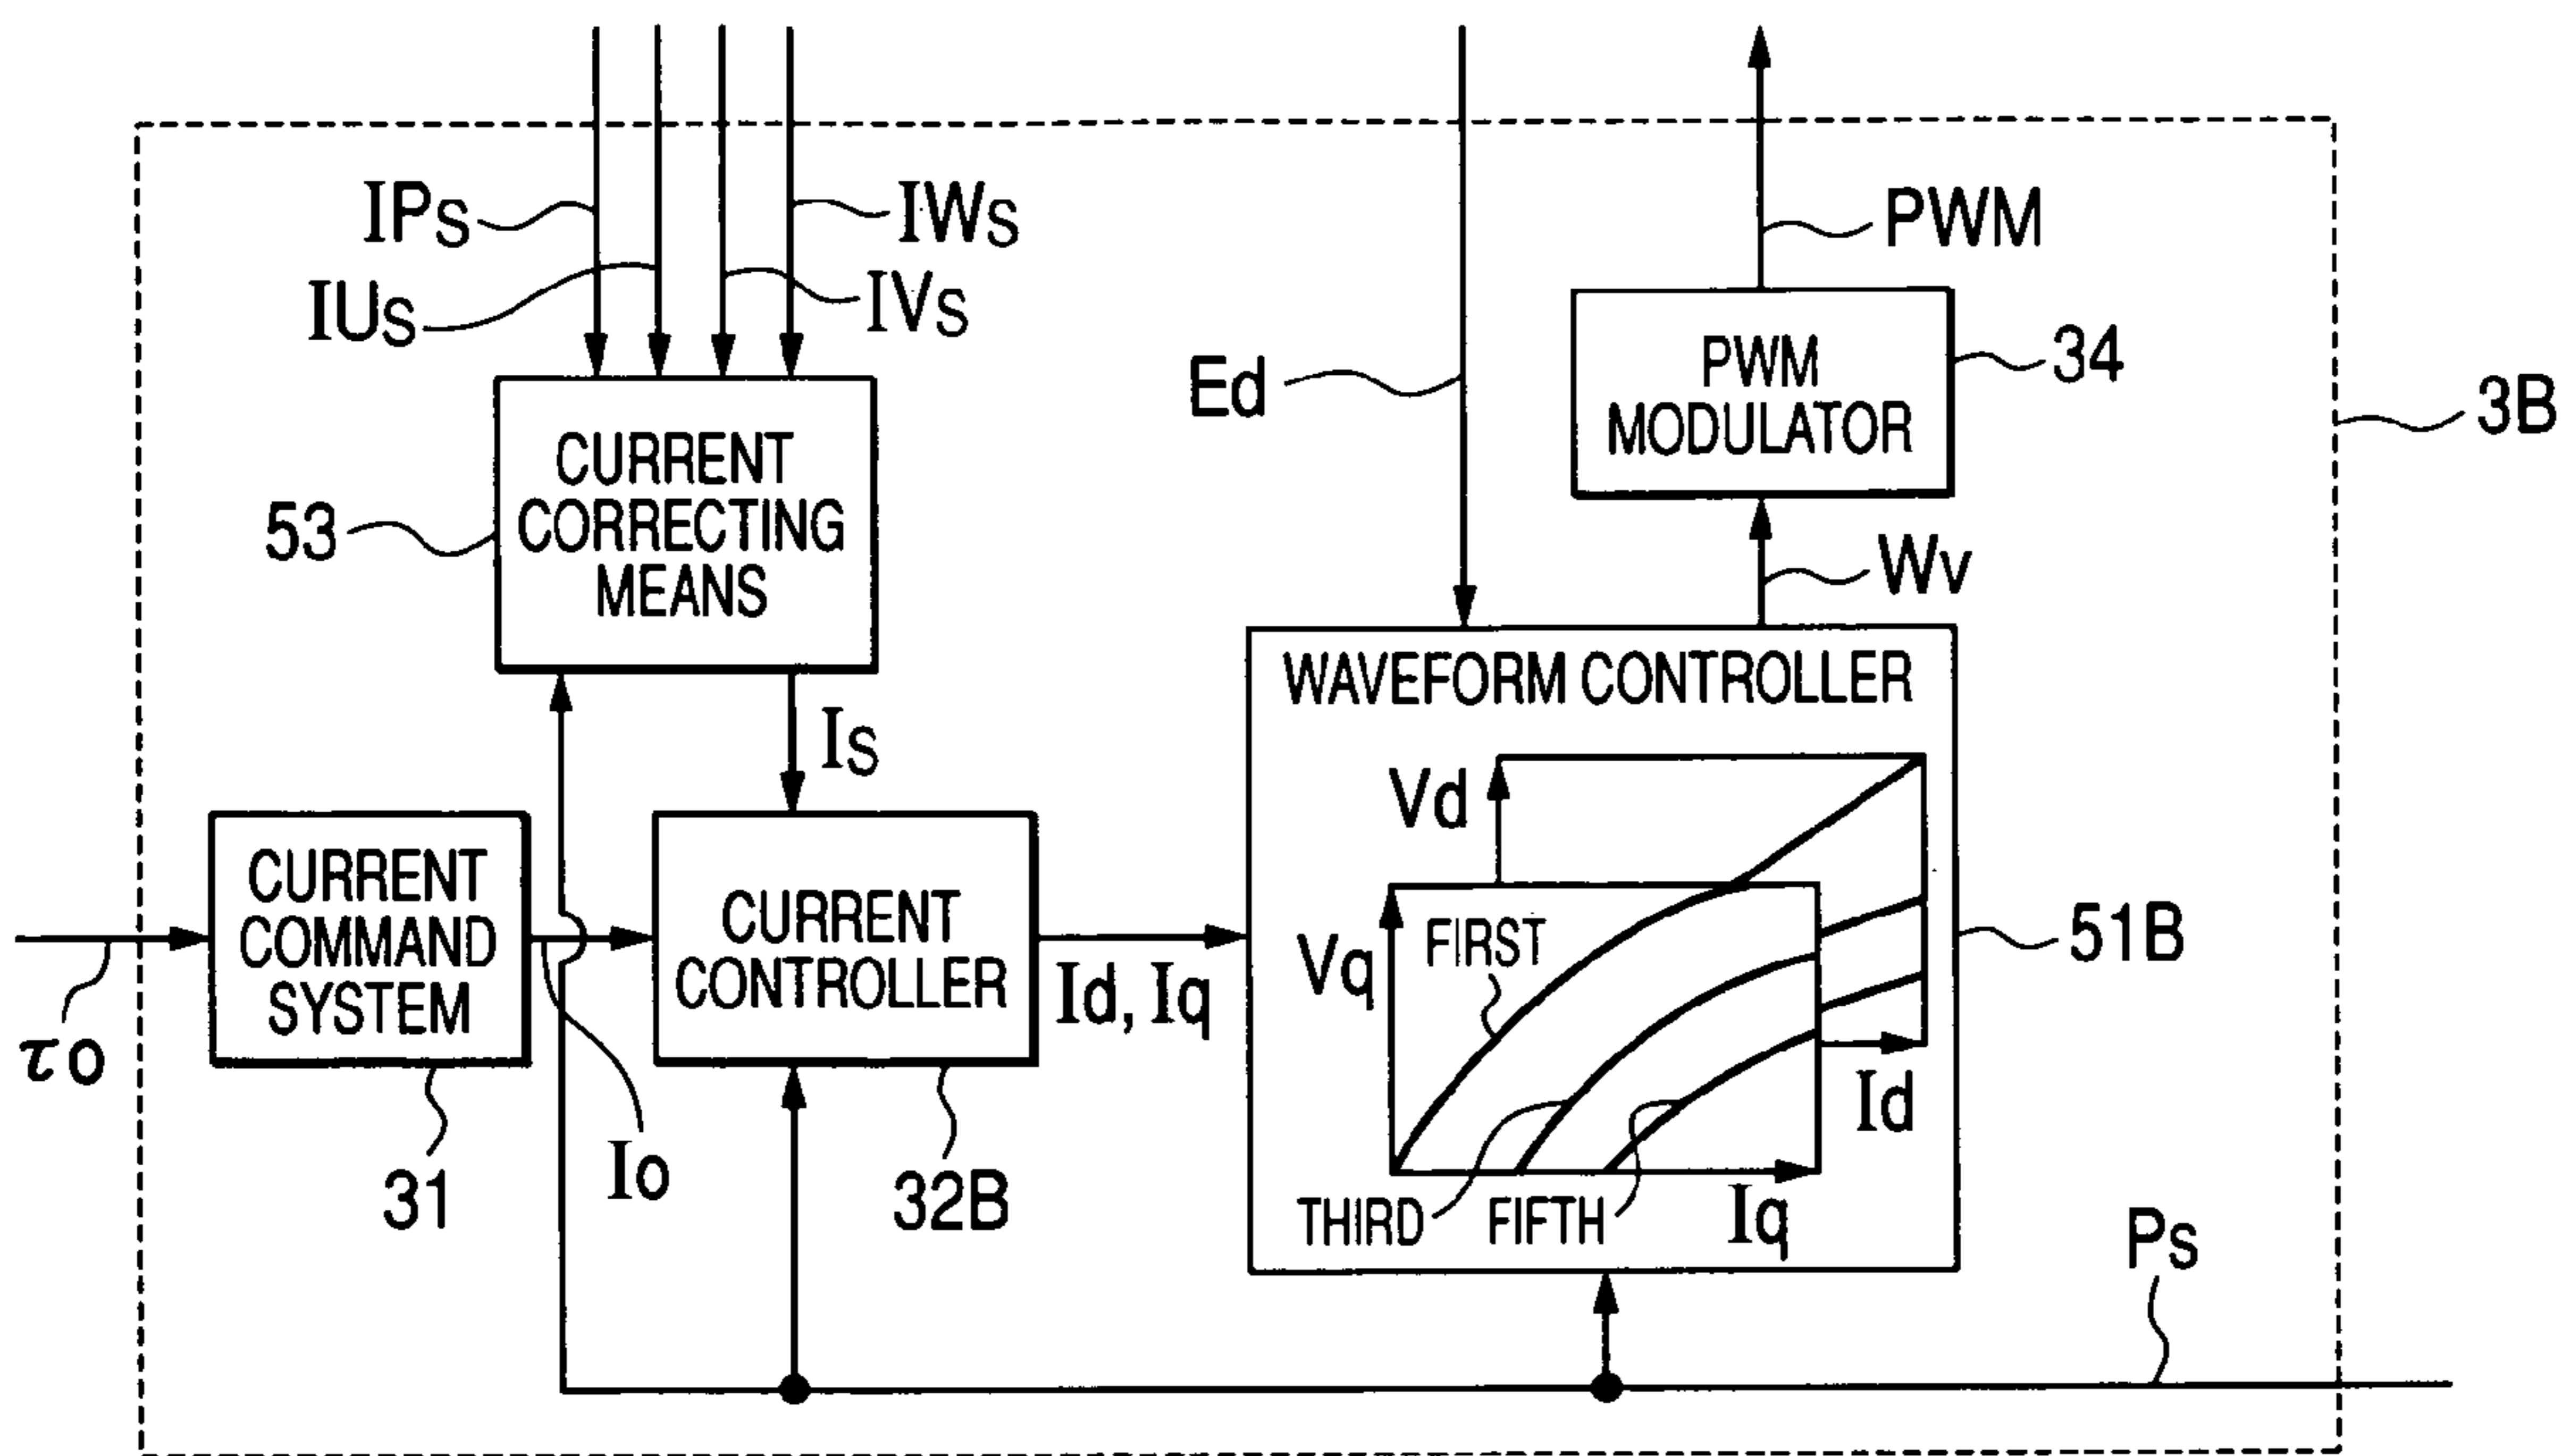 IPS
IWS
IUS
IVS
PWM
Ed
PWM
MODULATOR
34
3B
53
CURRENT
CORRECTING
MEANS
Wv
IS
WAVEFORM CONTROLLER
Vd
CURRENT
COMMAND
SYSTEM
CURRENT
CONTROLLER
Id, Iq
Vq
FIRST
51B
τo
31
Io
32B
Id
THIRD
FIFTH
Iq
Ps